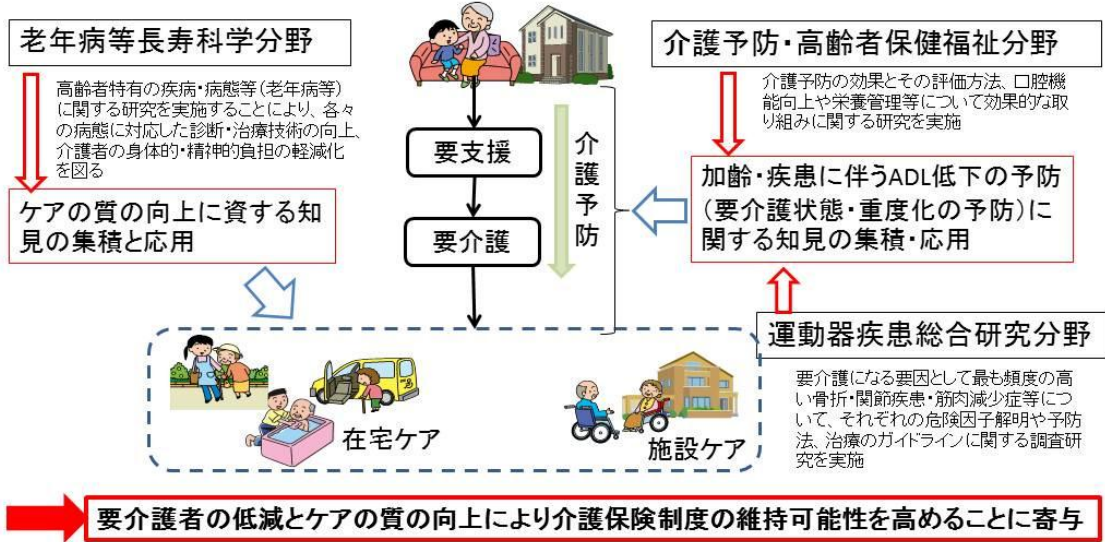 老年病等長寿科学分野
高齢者特有の疾病・病態等(老年病等)
に関する研究を実施することにより、各々
の病態に対応した診断・治療技術の向上、
介護者の身体的・精神的負担の軽減化
を図る
ケアの質の向上に資する知
見の集積と応用
要支援
要介護
介護予防
介護予防・高齢者保健福祉分野
介護予防の効果とその評価方法、口腔機
能向上や栄養管理等について効果的な取
り組みに関する研究を実施
加齢・疾患に伴うADL低下の予防
(要介護状態・重度化の予防)に
関する知見の集積・応用
運動器疾患総合研究分野
要介護になる要因として最も頻度の高
い骨折・関節疾患・筋肉減少症等につ
いて、それぞれの危険因子解明や予防
法、治療のガイドラインに関する調査研
究を実施
在宅ケア
施設ケア
要介護者の低減とケアの質の向上により介護保険制度の維持可能性を高めることに寄与